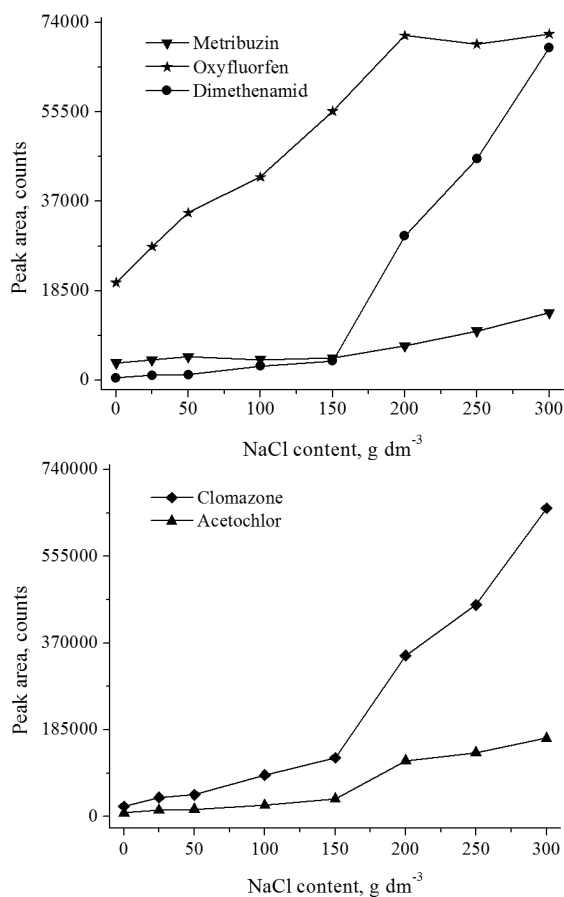 74000
Metribuzin
Oxyfluorfen
Dimethenamid
55500
37000
18500
0
Peak area, counts
0 50 100 150 200 250 300
NaCl content, g dm⁻³
740000
Clomazone
Acetochlor
555000
370000
185000
0
Peak area, counts
0 50 100 150 200 250 300
NaCl content, g dm⁻³